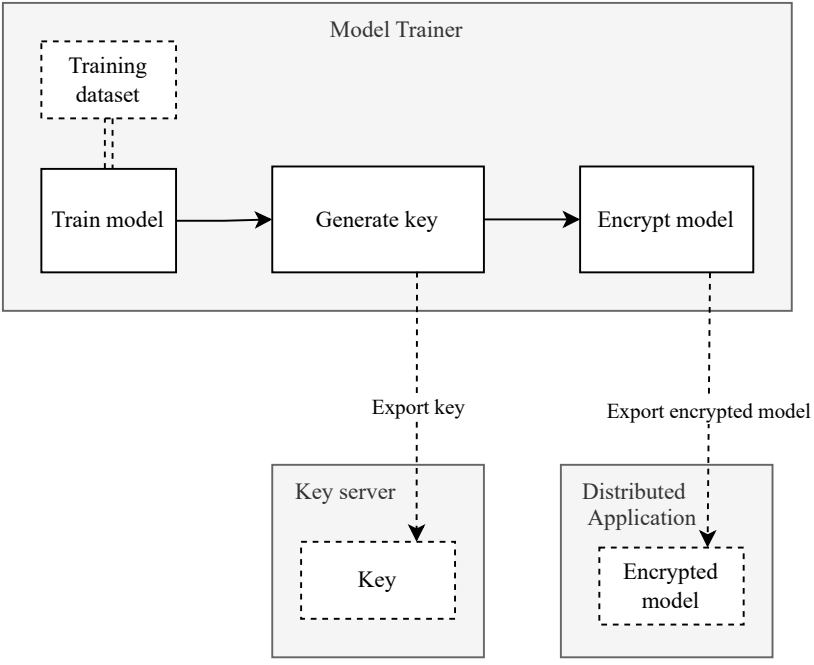 Model Trainer
Training
dataset
Train model
Generate key
Encrypt model
Export key
Export encrypted model
Key server
Key
Distributed
Application
Encrypted
model